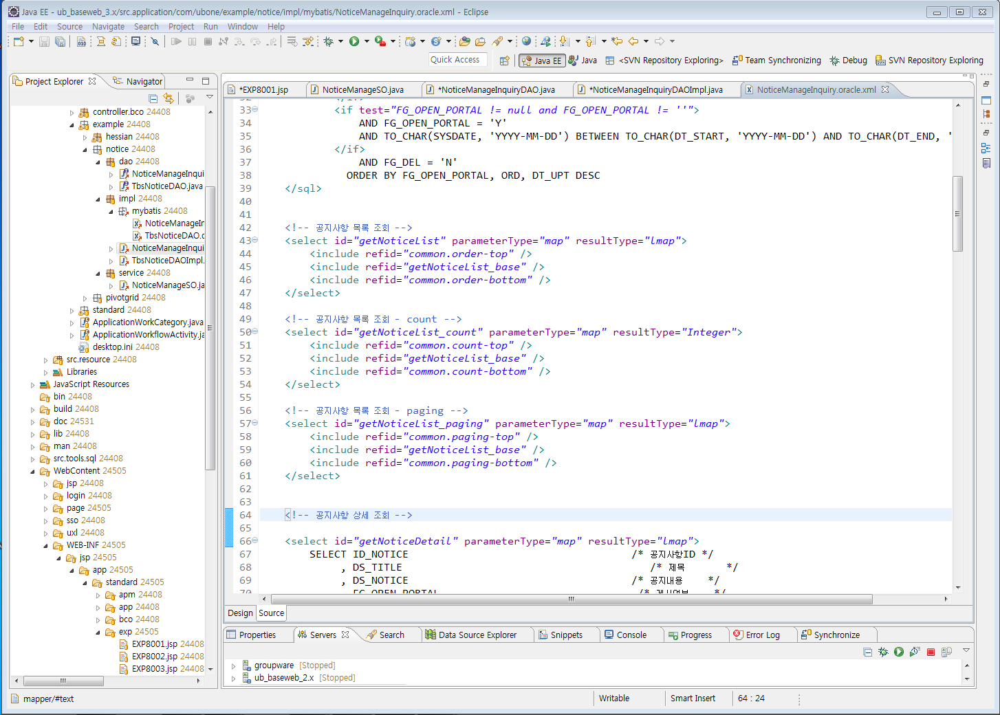 Java EE - ub_baseweb_3.x/src.application/com/ubone/example/notice/impl/mybatis/NoticeManageInquiry.oracle.xml - Eclipse
File Edit Source Navigate Search Project Run Window Help
Quick Access Java EE Java <SVN Repository Exploring> Team Synchronizing Debug SVN Repository Exploring
Project Explorer Navigator
controller.bco 24408
example 24408
hessian 24408
notice 24408
dao 24408
NoticeManageInqui
TbsNoticeDAO.java
impl 24408
mybatis 24408
NoticeManageIr
TbsNoticeDAO.c
NoticeManageInqui
TbsNoticeDAOImpl.
service 24408
NoticeManageSO.ja
pivotgrid 24408
standard 24408
ApplicationWorkCategory.java
ApplicationWorkflowActivity.ja
desktop.ini 24408
src.resource 24408
Libraries
JavaScript Resources
bin 24408
build 24408
doc 24531
lib 24408
man 24408
src.tools.sql 24408
WebContent 24505
jsp 24408
login 24408
page 24505
sso 24408
uxl 24408
WEB-INF 24505
jsp 24505
app 24505
standard 24505
apm 24408
app 24408
bco 24408
exp 24505
EXP8001.jsp 24408
EXP8002.jsp 24408
EXP8003.jsp 24408
*EXP8001.jsp NoticeManageSO.java *NoticeManageInquiryDAO.java *NoticeManageInquiryDAOImpl.java NoticeManageInquiry.oracle.xml
32 </if>
33 <if test="FG_OPEN_PORTAL != null and FG_OPEN_PORTAL != ''">
34 AND FG_OPEN_PORTAL = 'Y'
35 AND TO_CHAR(SYSDATE, 'YYYY-MM-DD') BETWEEN TO_CHAR(DT_START, 'YYYY-MM-DD') AND TO_CHAR(DT_END, '
36 </if>
37 AND FG_DEL = 'N'
38 ORDER BY FG_OPEN_PORTAL, ORD, DT_UPT DESC
39 </sql>
40
41
42 <!-- 공지사항 목록 조회 -->
43 <select id="getNoticeList" parameterType="map" resultType="lmap">
44 <include refid="common.order-top" />
45 <include refid="getNoticeList_base" />
46 <include refid="common.order-bottom" />
47 </select>
48
49 <!-- 공지사항 목록 조회 - count -->
50 <select id="getNoticeList_count" parameterType="map" resultType="Integer">
51 <include refid="common.count-top" />
52 <include refid="getNoticeList_base" />
53 <include refid="common.count-bottom" />
54 </select>
55
56 <!-- 공지사항 목록 조회 - paging -->
57 <select id="getNoticeList_paging" parameterType="map" resultType="lmap">
58 <include refid="common.paging-top" />
59 <include refid="getNoticeList_base" />
60 <include refid="common.paging-bottom" />
61 </select>
62
63
64 <!-- 공지사항 상세 조회 -->
65
66 <select id="getNoticeDetail" parameterType="map" resultType="lmap">
67 SELECT ID_NOTICE /* 공지사항ID */
68 , DS_TITLE /* 제목 */
69 , DS_NOTICE /* 공지내용 */
70 , FG_OPEN_PORTAL /* 게시여부 */
Design Source
Properties Servers Search Data Source Explorer Snippets Console Progress Error Log Synchronize
groupware [Stopped]
ub_baseweb_2.x [Stopped]
mapper/#text Writable Smart Insert 64 : 24